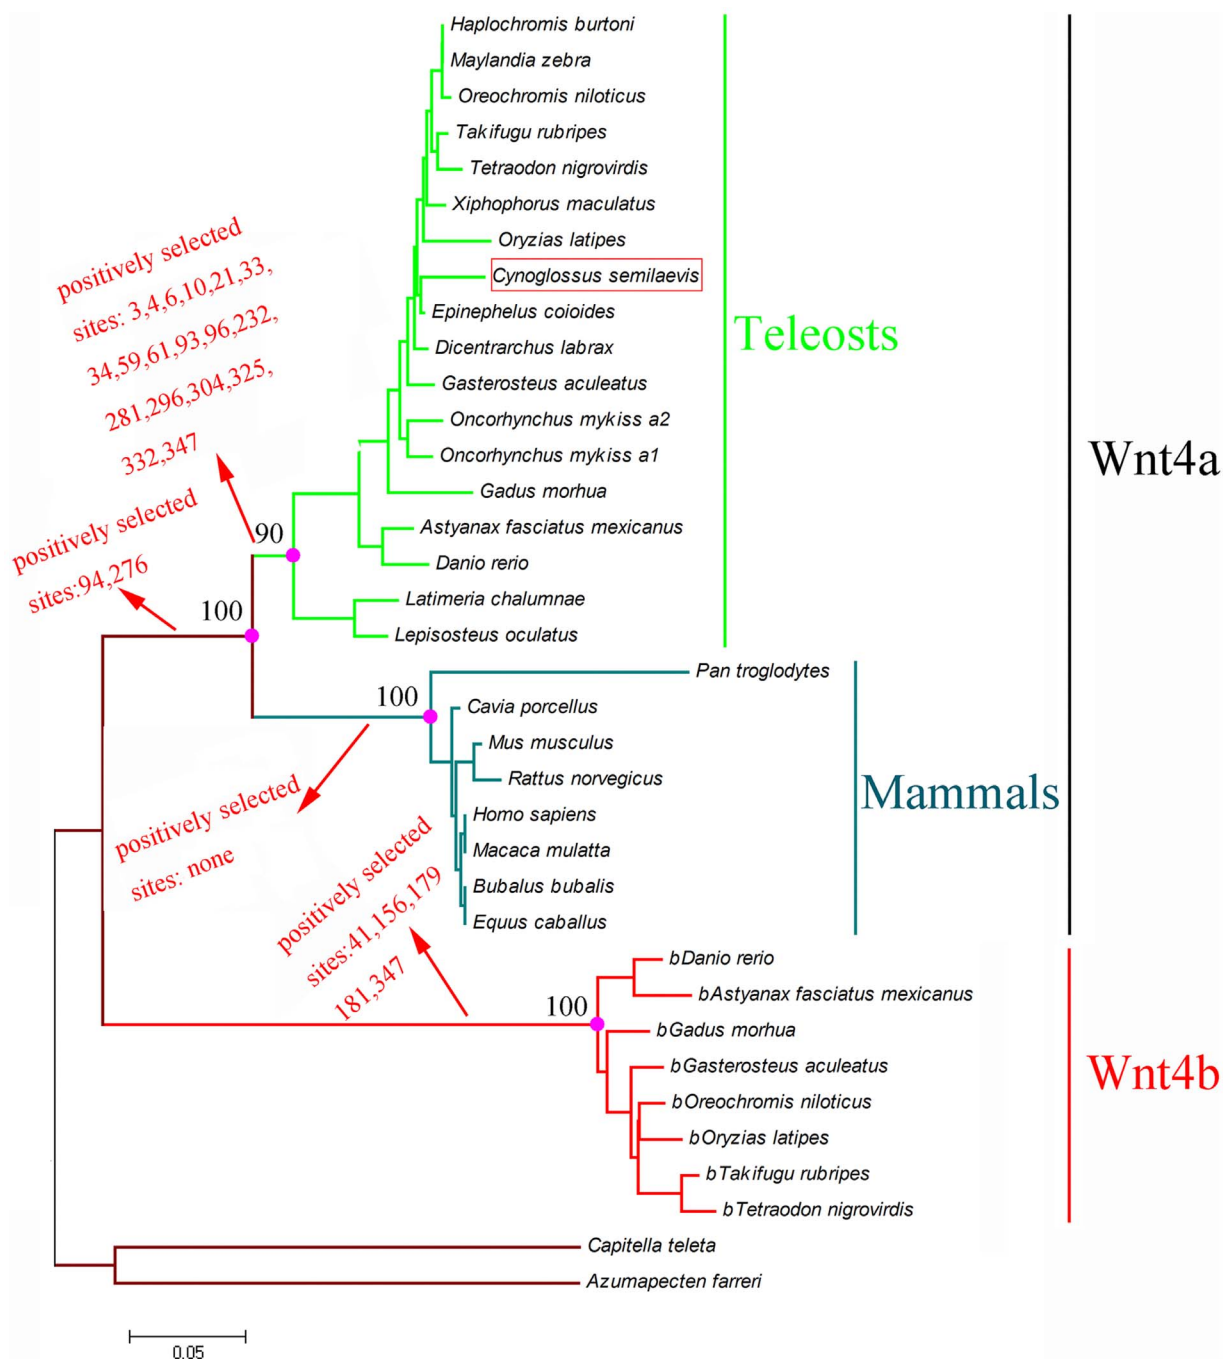 Haplochromis burtoni
Maylandia zebra
Oreochromis niloticus
Takifugu rubripes
Tetraodon nigrovirdis
Xiphophorus maculatus
Oryzias latipes
Cynoglossus semilaevis
Epinephelus coioides
Dicentrarchus labrax
Gasterosteus aculeatus
Oncorhynchus mykiss a2
Oncorhynchus mykiss a1
Gadus morhua
Astyanax fasciatus mexicanus
Danio rerio
Latimeria chalumnae
Lepisosteus oculatus
Teleosts
positively selected
sites: 3,4,6,10,21,33,
34,59,61,93,96,232,
281,296,304,325,
332,347
90
positively selected
sites:94,276
100
Wnt4a
Pan troglodytes
Cavia porcellus
Mus musculus
Rattus norvegicus
Homo sapiens
Macaca mulatta
Bubalus bubalis
Equus caballus
100
Mammals
positively selected
sites: none
positively selected
sites:41,156,179
181,347
100
bDanio rerio
bAstyanax fasciatus mexicanus
bGadus morhua
bGasterosteus aculeatus
bOreochromis niloticus
bOryzias latipes
bTakifugu rubripes
bTetraodon nigrovirdis
Wnt4b
Capitella teleta
Azumapecten farreri
0.05